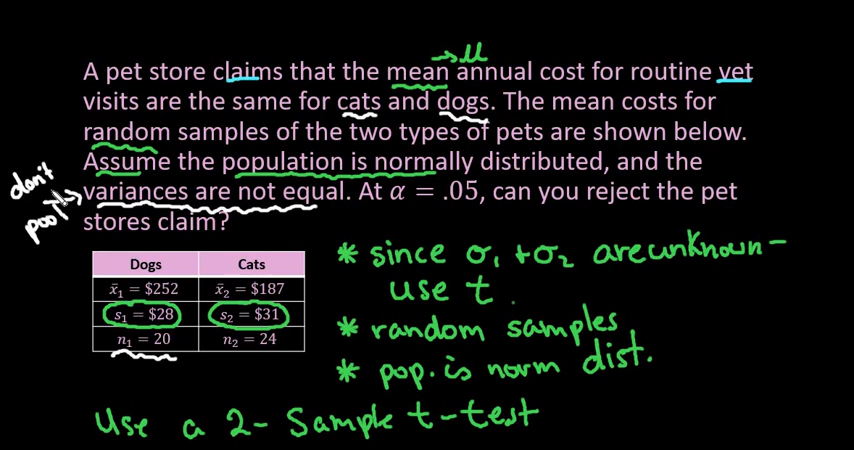 → μ
A pet store claims that the mean annual cost for routine vet
visits are the same for cats and dogs. The mean costs for
random samples of the two types of pets are shown below.
Assume the population is normally distributed, and the
variances are not equal. At α = .05, can you reject the pet
stores claim?
don't
pool
Dogs Cats
x̄₁ = $252 x̄₂ = $187
s₁ = $28 s₂ = $31
n₁ = 20 n₂ = 24
* since σ₁ + σ₂ are unknown -
use t.
* random samples
* pop. is norm dist.
Use a 2 - Sample t - test